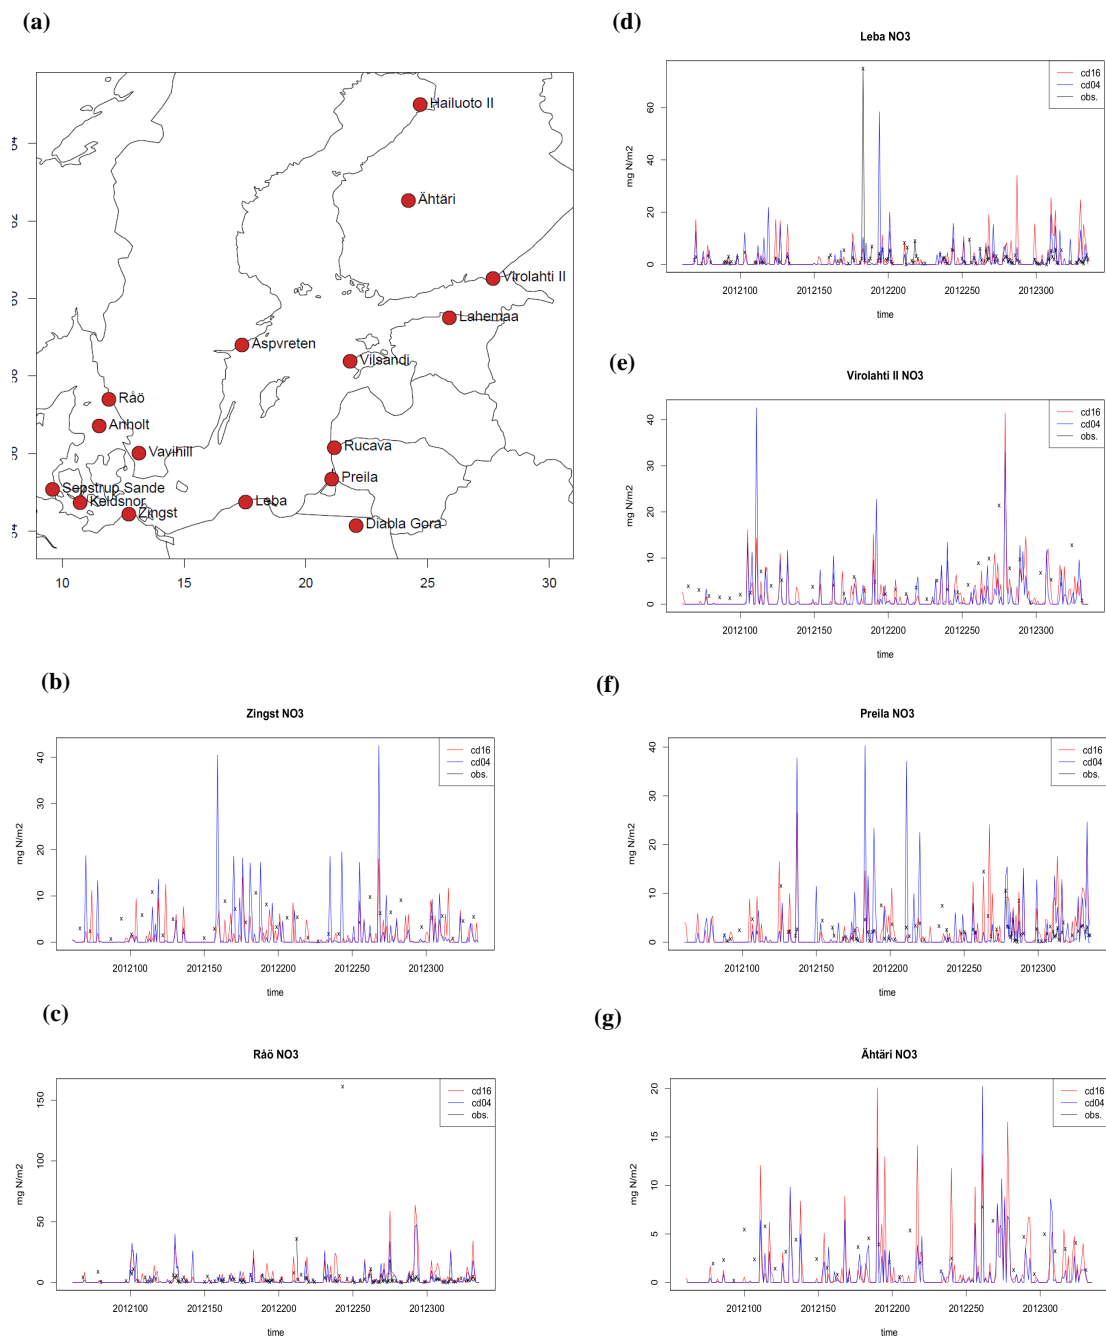 (a)
Hailuoto II
Ähtäri
Virolahti II
Lahemaa
Aspvreten
Vilsandi
Råö
Anholt
Vavihill
Rucava
Preila
Sepstrup Sande
Keldsnor
Zingst
Leba
Diabla Gora
64
62
60
58
56
54
10 15 20 25 30
(b)
Zingst NO3
cd16
cd04
obs.
mg N/m2
40
30
20
10
0
2012100 2012150 2012200 2012250 2012300
time
(c)
Råö NO3
cd16
cd04
obs.
mg N/m2
150
100
50
0
2012100 2012150 2012200 2012250 2012300
time
(d)
Leba NO3
cd16
cd04
obs.
mg N/m2
60
40
20
0
2012100 2012150 2012200 2012250 2012300
time
(e)
Virolahti II NO3
cd16
cd04
obs.
mg N/m2
40
30
20
10
0
2012100 2012150 2012200 2012250 2012300
time
(f)
Preila NO3
cd16
cd04
obs.
mg N/m2
40
30
20
10
0
2012100 2012150 2012200 2012250 2012300
time
(g)
Ähtäri NO3
cd16
cd04
obs.
mg N/m2
20
15
10
5
0
2012100 2012150 2012200 2012250 2012300
time